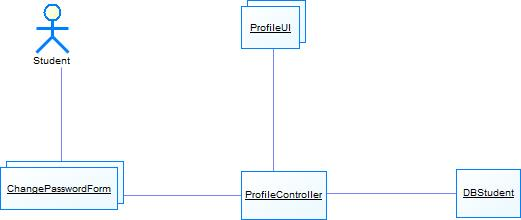 ProfileUI
Student
ChangePasswordForm
ProfileController
DBStudent